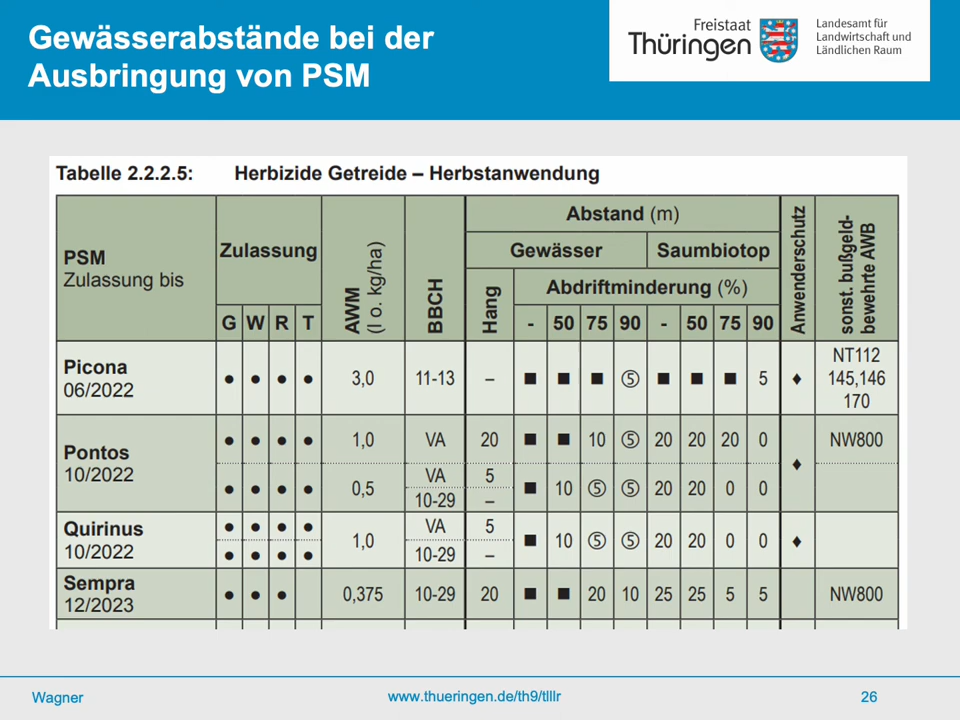 Gewässerabstände bei der
Ausbringung von PSM
Freistaat
Thüringen
Landesamt für
Landwirtschaft und
Ländlichen Raum
Tabelle 2.2.2.5: Herbizide Getreide – Herbstanwendung
PSM
Zulassung bis
Zulassung
G W R T
AWM
(l o. kg/ha)
BBCH
Abstand (m)
Gewässer Saumbiotop
Hang
Abdriftminderung (%)
- 50 75 90 - 50 75 90
Anwenderschutz
sonst. bußgeld-
bewehrte AWB
Picona
06/2022
● ● ● ● 3,0 11-13 – ■ ■ ■ ⑤ ■ ■ ■ 5 ♦
NT112
145,146
170
Pontos
10/2022
● ● ● ● 1,0 VA 20 ■ ■ 10 ⑤ 20 20 20 0 NW800
♦
● ● ● ● 0,5 VA 5 ■ 10 ⑤ ⑤ 20 20 0 0
10-29 –
Quirinus
10/2022
● ● ● ● VA 5
1,0 ■ 10 ⑤ ⑤ 20 20 0 0 ♦
● ● ● ● 10-29 –
Sempra
12/2023
● ● ● 0,375 10-29 20 ■ ■ 20 10 25 25 5 5 NW800
Wagner
www.thueringen.de/th9/tlllr
26